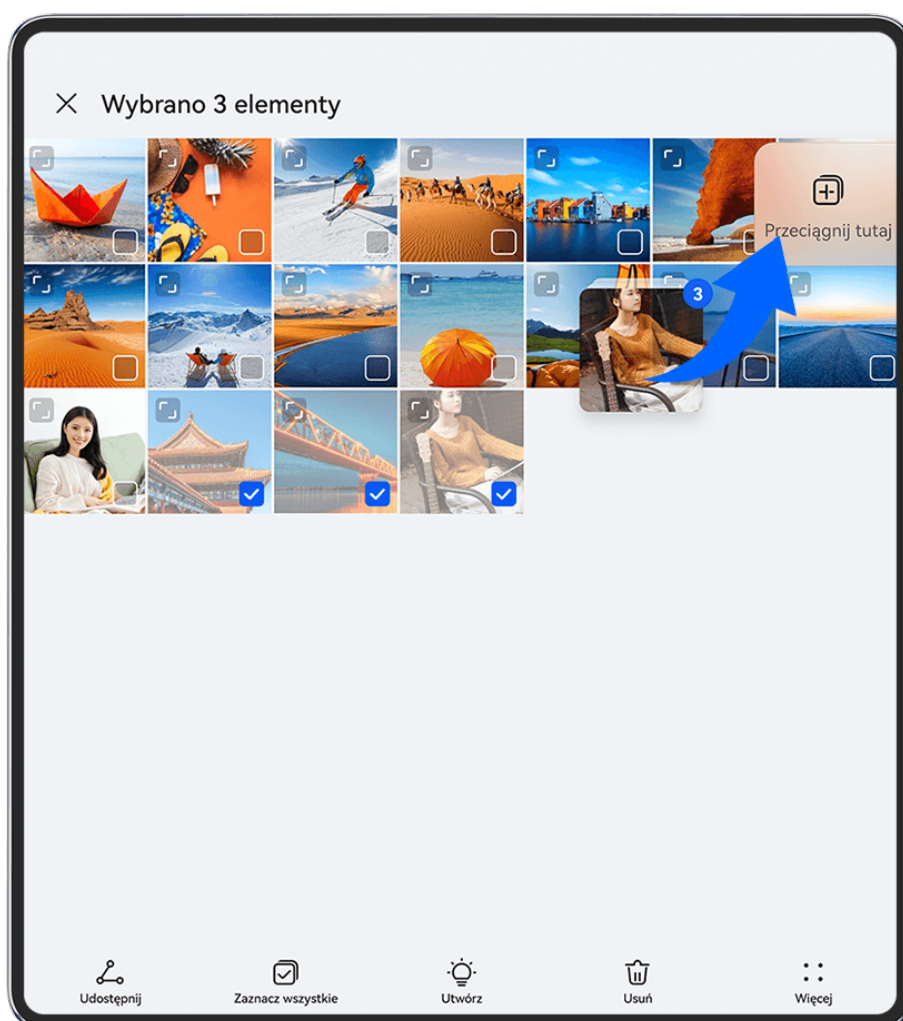 Wybrano 3 elementy
Przeciągnij tutaj
3
Udostępnij
Zaznacz wszystkie
Utwórz
Usuń
Więcej